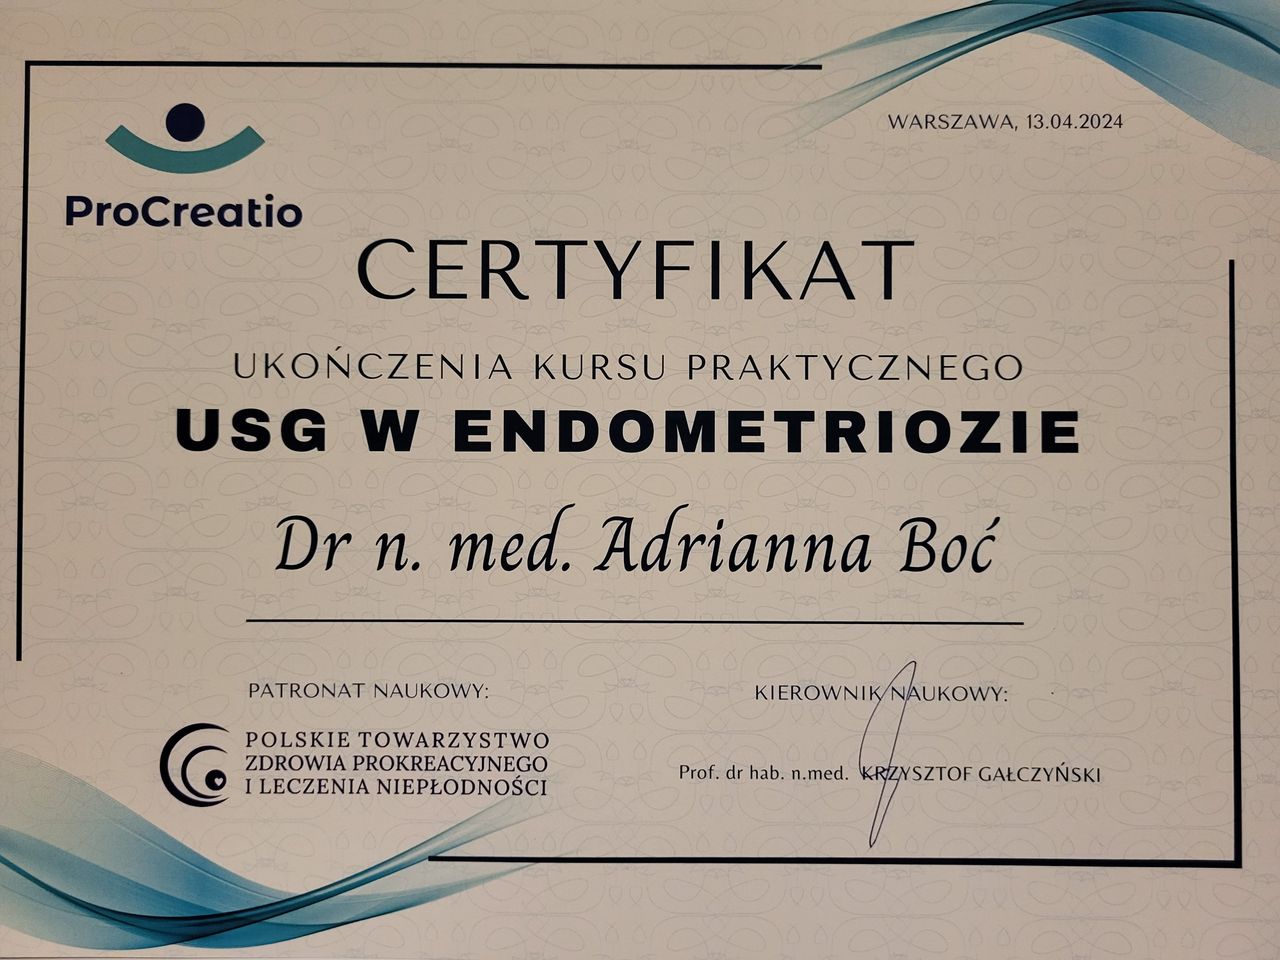 ProCreatio
WARSZAWA, 13.04.2024
CERTYFIKAT
UKOŃCZENIA KURSU PRAKTYCZNEGO
USG W ENDOMETRIOZIE
Dr n. med. Adrianna Boć
PATRONAT NAUKOWY:
POLSKIE TOWARZYSTWO
ZDROWIA PROKREACYJNEGO
I LECZENIA NIEPŁODNOŚCI
KIEROWNIK NAUKOWY:
Prof. dr hab. n.med. KRZYSZTOF GAŁCZYŃSKI